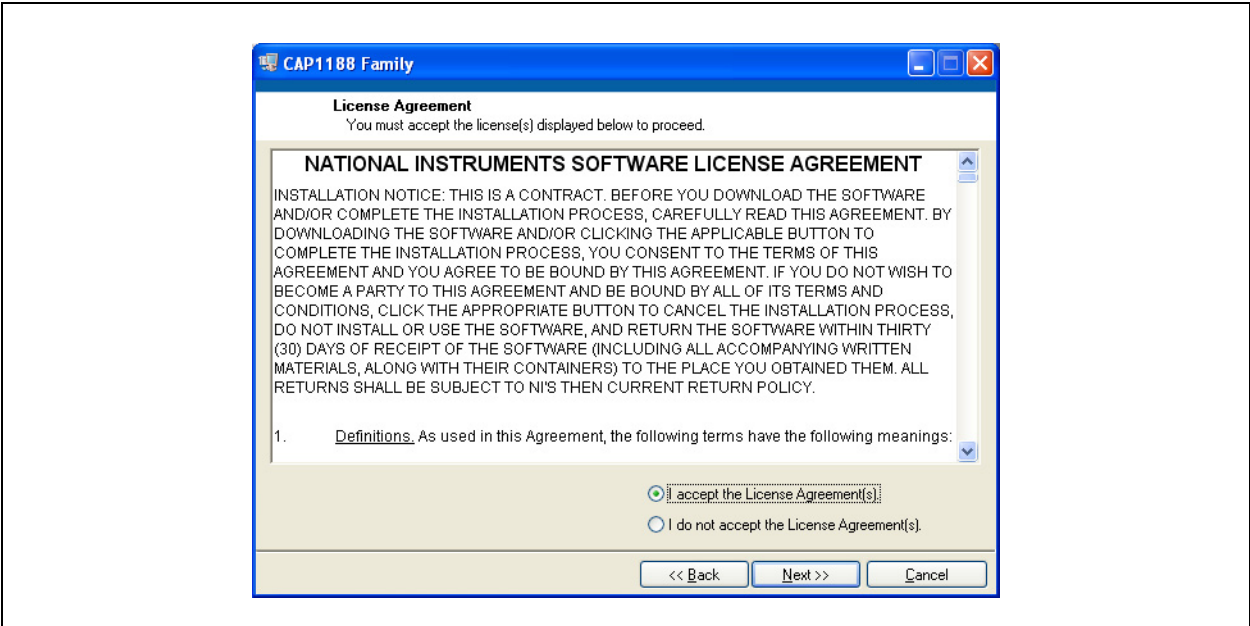 CAP1188 Family
License Agreement
You must accept the license(s) displayed below to proceed.
NATIONAL INSTRUMENTS SOFTWARE LICENSE AGREEMENT
INSTALLATION NOTICE: THIS IS A CONTRACT. BEFORE YOU DOWNLOAD THE SOFTWARE
AND/OR COMPLETE THE INSTALLATION PROCESS, CAREFULLY READ THIS AGREEMENT. BY
DOWNLOADING THE SOFTWARE AND/OR CLICKING THE APPLICABLE BUTTON TO
COMPLETE THE INSTALLATION PROCESS, YOU CONSENT TO THE TERMS OF THIS
AGREEMENT AND YOU AGREE TO BE BOUND BY THIS AGREEMENT. IF YOU DO NOT WISH TO
BECOME A PARTY TO THIS AGREEMENT AND BE BOUND BY ALL OF ITS TERMS AND
CONDITIONS, CLICK THE APPROPRIATE BUTTON TO CANCEL THE INSTALLATION PROCESS,
DO NOT INSTALL OR USE THE SOFTWARE, AND RETURN THE SOFTWARE WITHIN THIRTY
(30) DAYS OF RECEIPT OF THE SOFTWARE (INCLUDING ALL ACCOMPANYING WRITTEN
MATERIALS, ALONG WITH THEIR CONTAINERS) TO THE PLACE YOU OBTAINED THEM. ALL
RETURNS SHALL BE SUBJECT TO NI'S THEN CURRENT RETURN POLICY.
1. Definitions. As used in this Agreement, the following terms have the following meanings:
I accept the License Agreement(s).
I do not accept the License Agreement(s).
<< Back Next >> Cancel